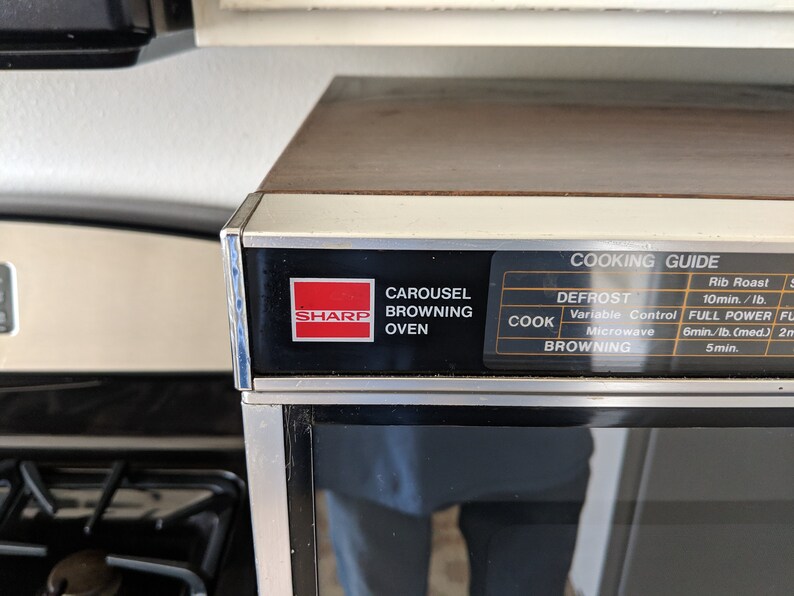 SHARP
CAROUSEL
BROWNING
OVEN
COOKING GUIDE
Rib Roast
DEFROST 10min. / lb.
COOK Variable Control FULL POWER
Microwave 6min./lb.(med.)
BROWNING 5min.